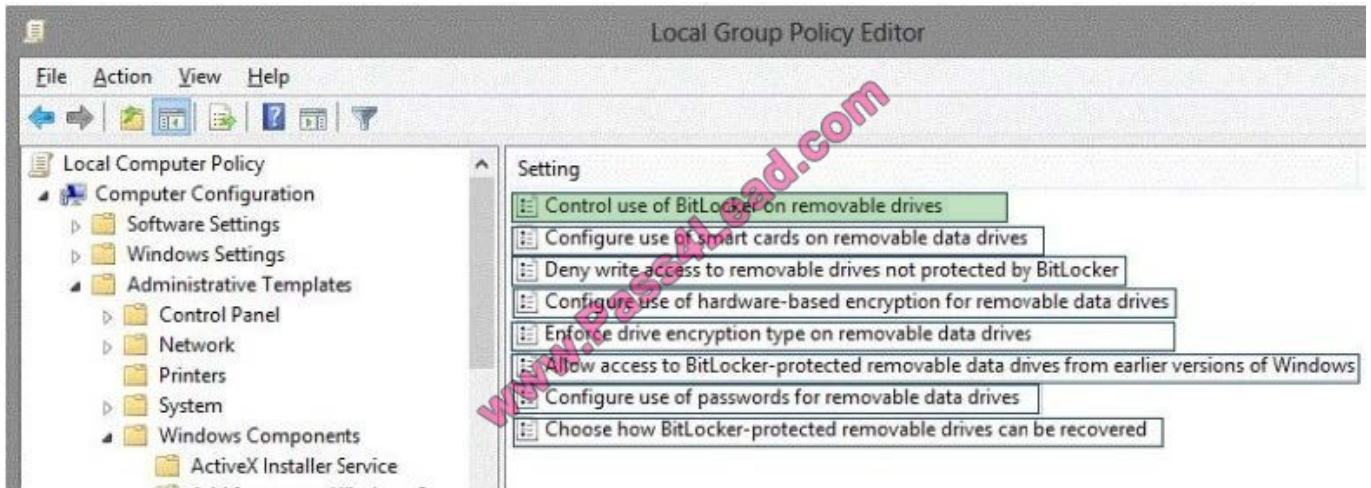 Local Group Policy Editor
File Action View Help
Local Computer Policy
Computer Configuration
Software Settings
Windows Settings
Administrative Templates
Control Panel
Network
Printers
System
Windows Components
ActiveX Installer Service
Setting
Control use of BitLocker on removable drives
Configure use of smart cards on removable data drives
Deny write access to removable drives not protected by BitLocker
Configure use of hardware-based encryption for removable data drives
Enforce drive encryption type on removable data drives
Allow access to BitLocker-protected removable data drives from earlier versions of Windows
Configure use of passwords for removable data drives
Choose how BitLocker-protected removable drives can be recovered
www.Pass4Lead.com